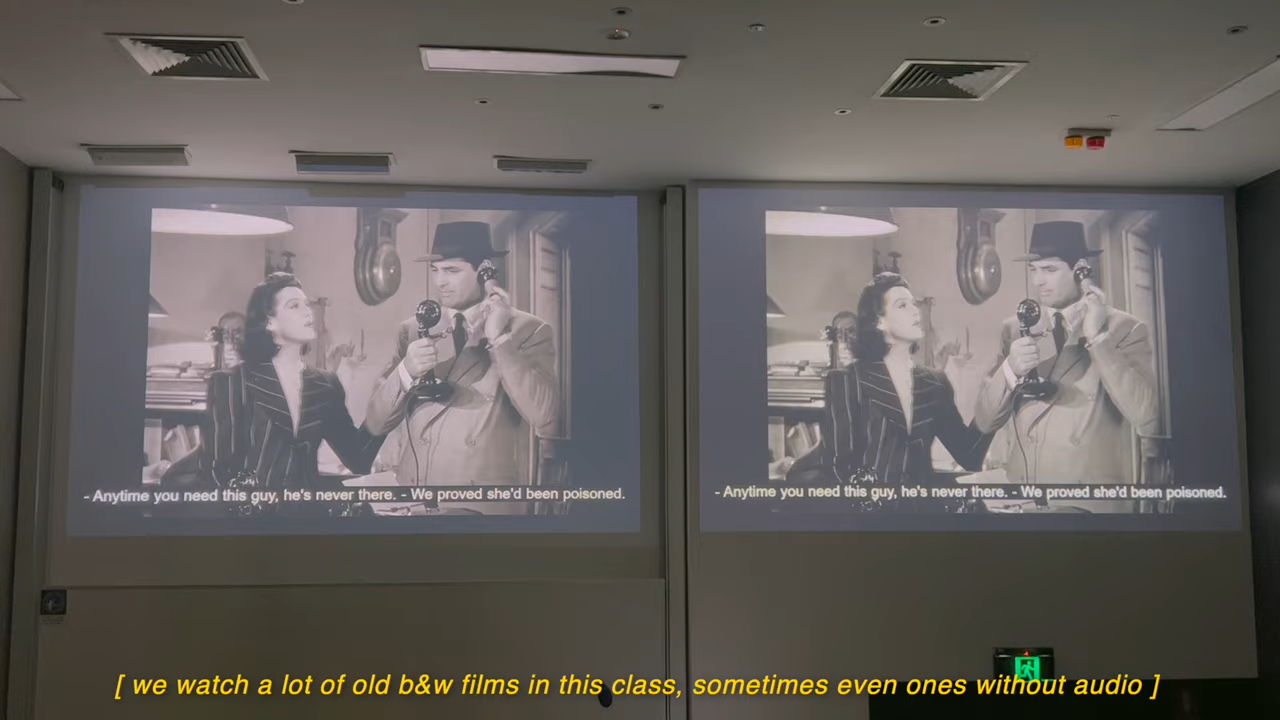 - Anytime you need this guy, he's never there. - We proved she'd been poisoned.
- Anytime you need this guy, he's never there. - We proved she'd been poisoned.
[ we watch a lot of old b&w films in this class, sometimes even ones without audio ]